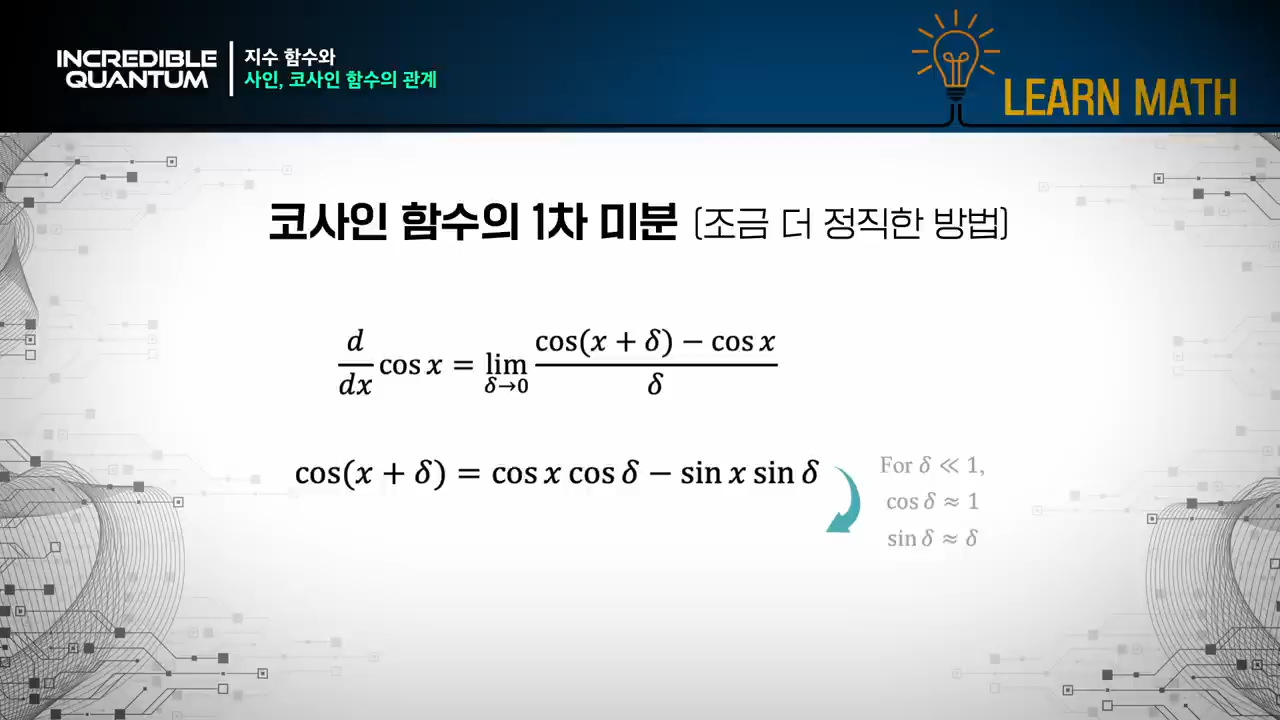 INCREDIBLE
QUANTUM
지수 함수와
사인, 코사인 함수의 관계
LEARN MATH
코사인 함수의 1차 미분 (조금 더 정직한 방법)
d/dx cos x = lim δ→0 (cos(x + δ) − cos x)/δ
cos(x + δ) = cos x cos δ − sin x sin δ
For δ ≪ 1,
cos δ ≈ 1
sin δ ≈ δ